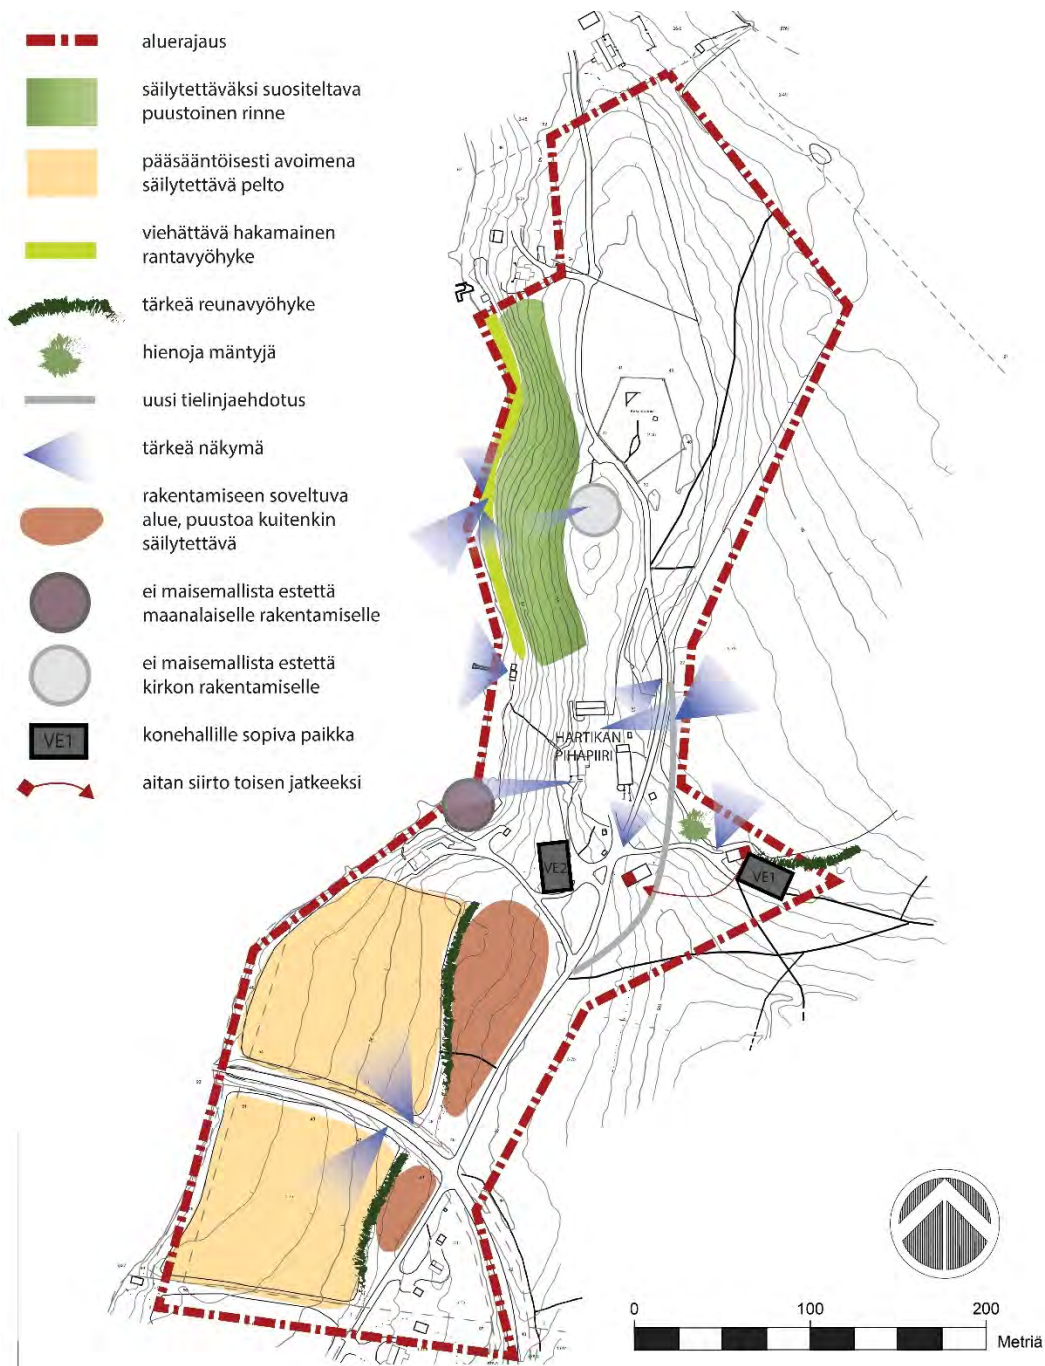 aluerajaus
säilytettäväksi suositeltava
puustoinen rinne
pääsääntöisesti avoimena
säilytettävä pelto
viehättävä hakamainen
rantavyöhyke
tärkeä reunavyöhyke
hienoja mäntyjä
uusi tielinjaehdotus
tärkeä näkymä
rakentamiseen soveltuva
alue, puustoa kuitenkin
säilytettävä
ei maisemallista estettä
maanalaiselle rakentamiselle
ei maisemallista estettä
kirkon rakentamiselle
VE1
konehallille sopiva paikka
aitan siirto toisen jatkeeksi
HARTIKAN
PIHAPIIRI
VE2
VE1
0
100
200
Metriä